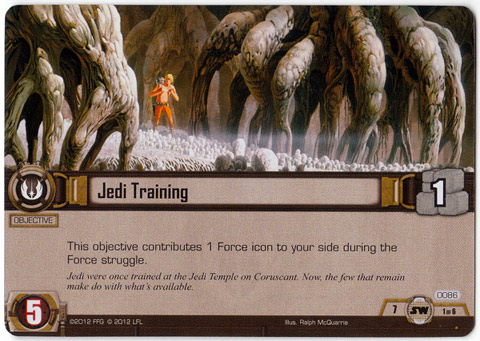 Jedi Training
1
OBJECTIVE
This objective contributes 1 Force icon to your side during the
Force struggle.
Jedi were once trained at the Jedi Temple on Coruscant. Now, the few that remain
make do with what's available.
5
7
SW
0086
1 of 6
©2012 FFG © 2012 LFL
Illus. Ralph McQuarrie